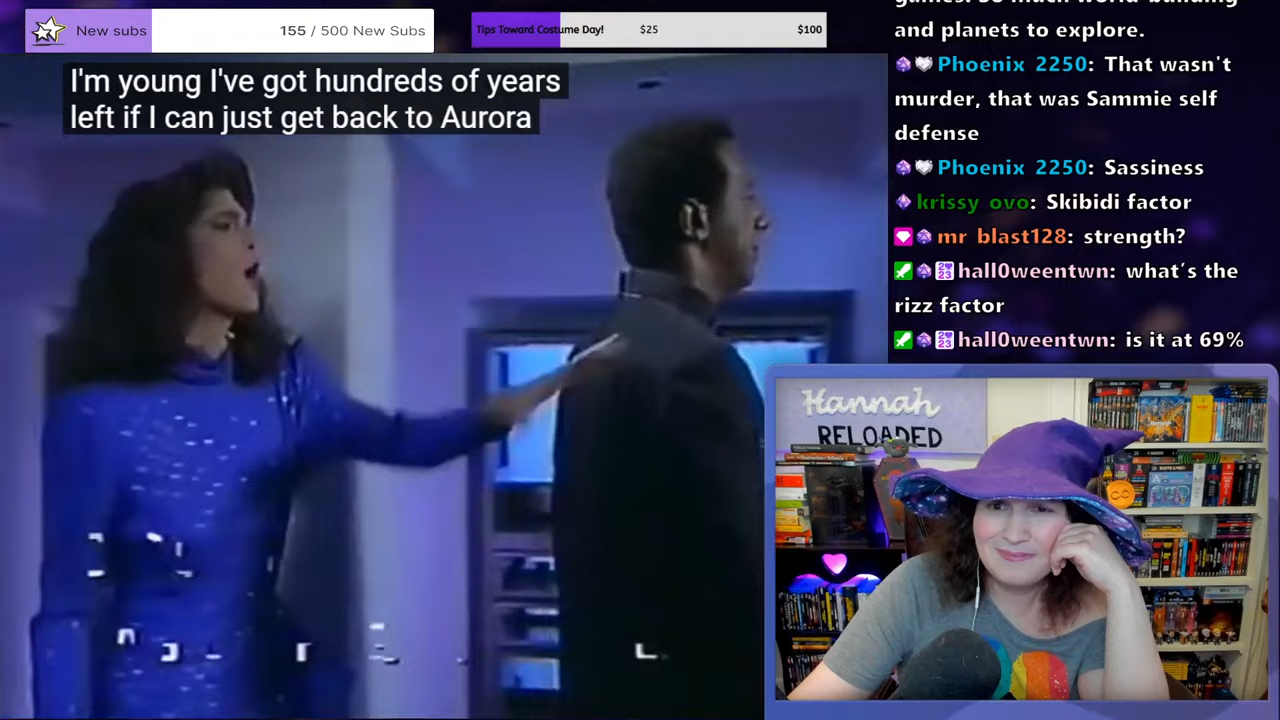 New subs
155 / 500 New Subs
Tips Toward Costume Day!
$25
$100
I'm young I've got hundreds of years
left if I can just get back to Aurora
and planets to explore.
Phoenix 2250: That wasn't
murder, that was Sammie self
defense
Phoenix 2250: Sassiness
krissy ovo: Skibidi factor
mr blast128: strength?
hall0weentwn: what's the
rizz factor
hall0weentwn: is it at 69%
Hannah
RELOADED